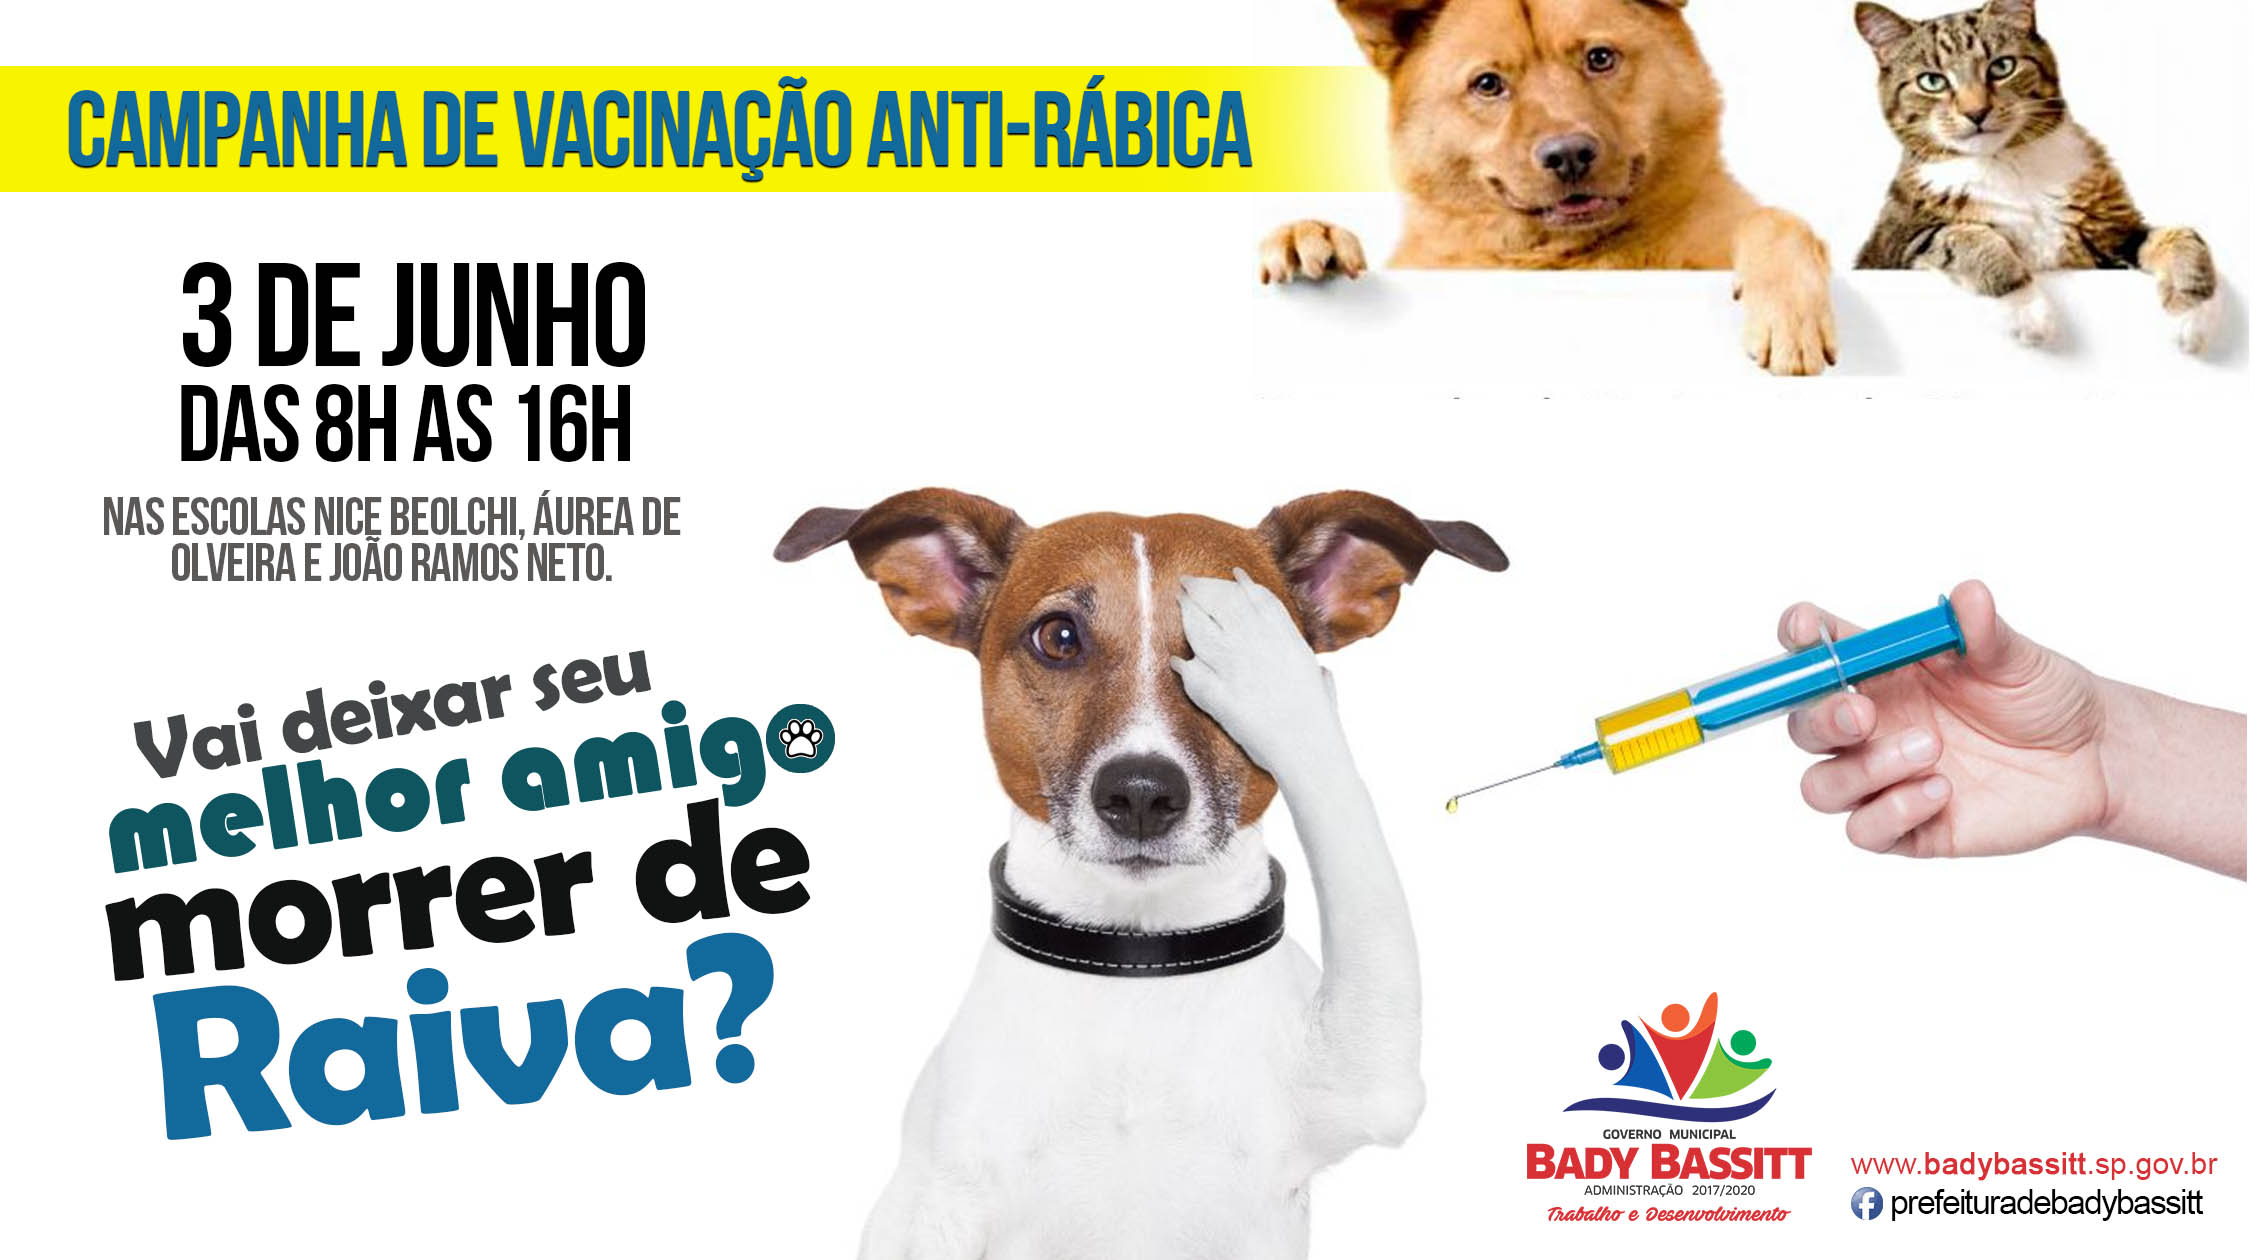 CAMPANHA DE VACINAÇÃO ANTI-RÁBICA
3 DE JUNHO
DAS 8H AS 16H
NAS ESCOLAS NICE BEOLCHI, ÁUREA DE
OLVEIRA E JOÃO RAMOS NETO.
Vai deixar seu
melhor amigo
morrer de
Raiva?
GOVERNO MUNICIPAL
BADY BASSITT
ADMINISTRAÇÃO 2017/2020
Trabalho e Desenvolvimento
www.badybassitt.sp.gov.br
prefeituradebadybassitt